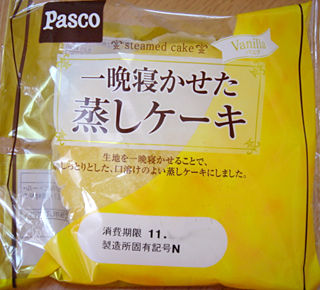 Pasco
steamed cake
Vanilla
一晩寝かせた
蒸しケーキ
生地を一晩寝かせることで、
しっとりとした、口溶けのよい蒸しケーキにしました。
消費期限 11.
製造所固有記号N